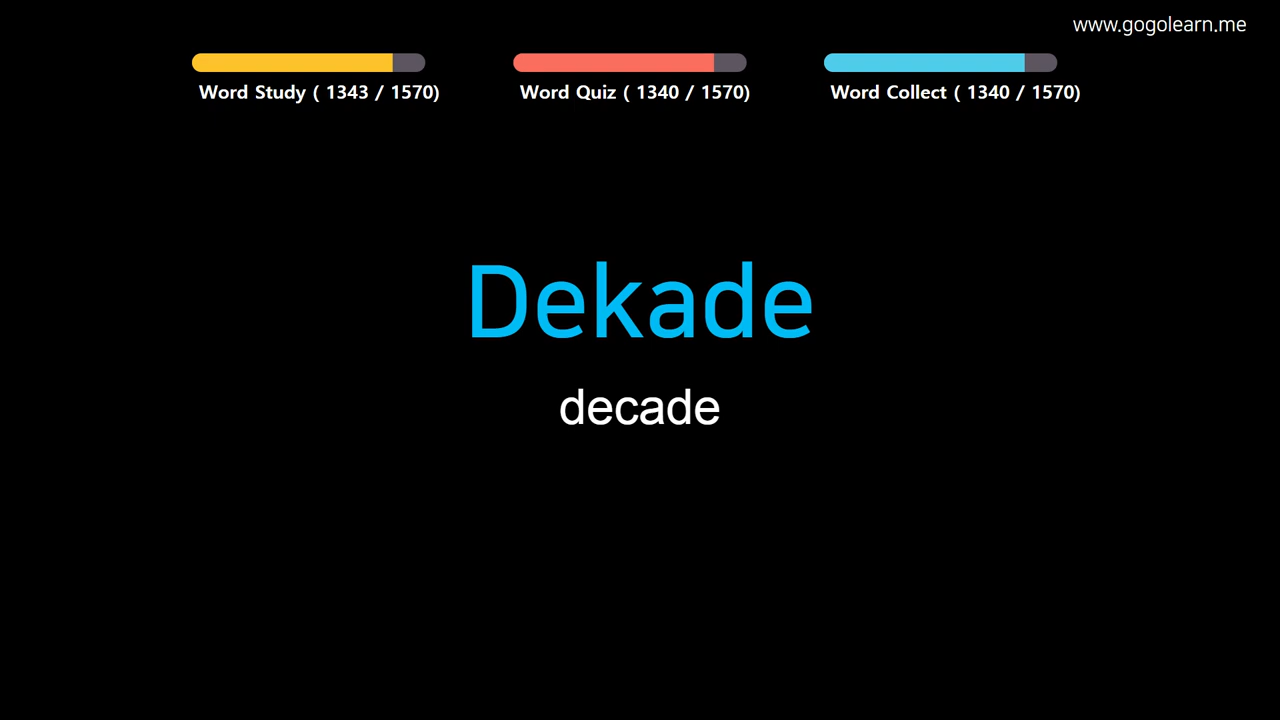 www.gogolearn.me
Word Study ( 1343 / 1570)
Word Quiz ( 1340 / 1570)
Word Collect ( 1340 / 1570)
Dekade
decade